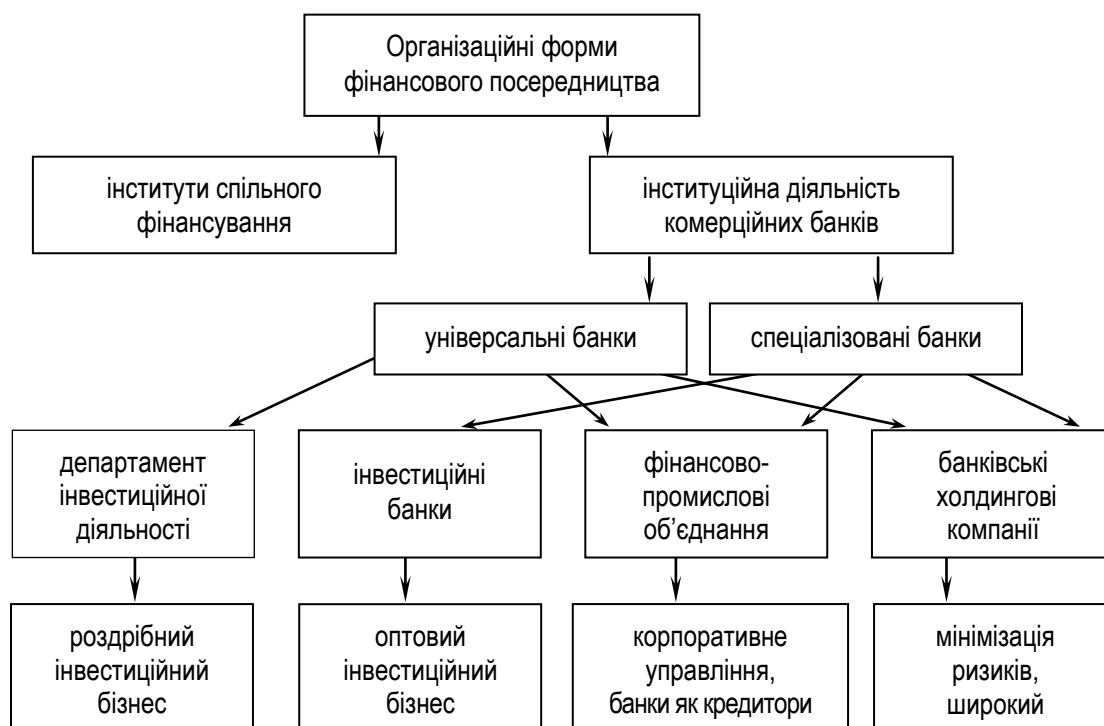 Організаційні форми
фінансового посередництва
інститути спільного
фінансування
інституційна діяльність
комерційних банків
універсальні банки
спеціалізовані банки
департамент
інвестиційної
діяльності
інвестиційні
банки
фінансово-
промислові
об’єднання
банківські
холдингові
компанії
роздрібний
інвестиційний
бізнес
оптовий
інвестиційний
бізнес
корпоративне
управління,
банки як кредитори
мінімізація
ризиків,
широкий